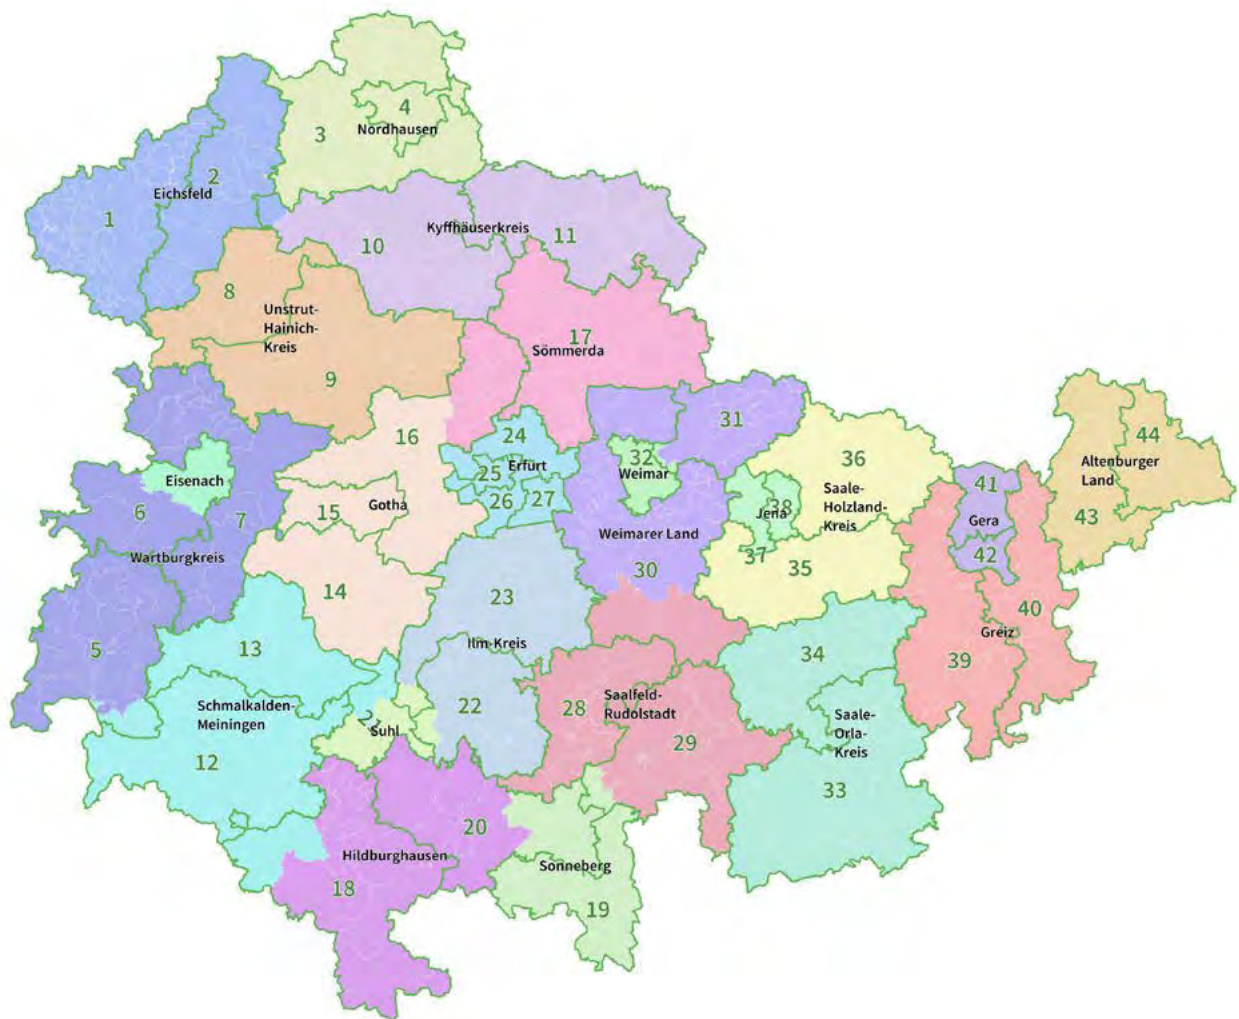 4
3
Nordhausen
2
Eichsfeld
1
Kyffhäuserkreis
11
10
8
Unstrut-
Hainich-
Kreis
17
Sömmerda
9
31
16
24
32
36
44
Erfurt
Altenburger
Land
25
Weimar
Eisenach
41
26
27
38
Saale-
Holzland-
Kreis
15
Gotha
Jena
43
6
7
Gera
Weimarer Land
42
Wartburgkreis
37
35
30
14
23
40
Greiz
Ilm-Kreis
5
13
34
39
Schmalkalden-
Meiningen
22
28
Saalfeld-
Rudolstadt
Saale-
Orla-
Kreis
21
Suhl
29
12
33
20
Hildburghausen
Sonneberg
18
19